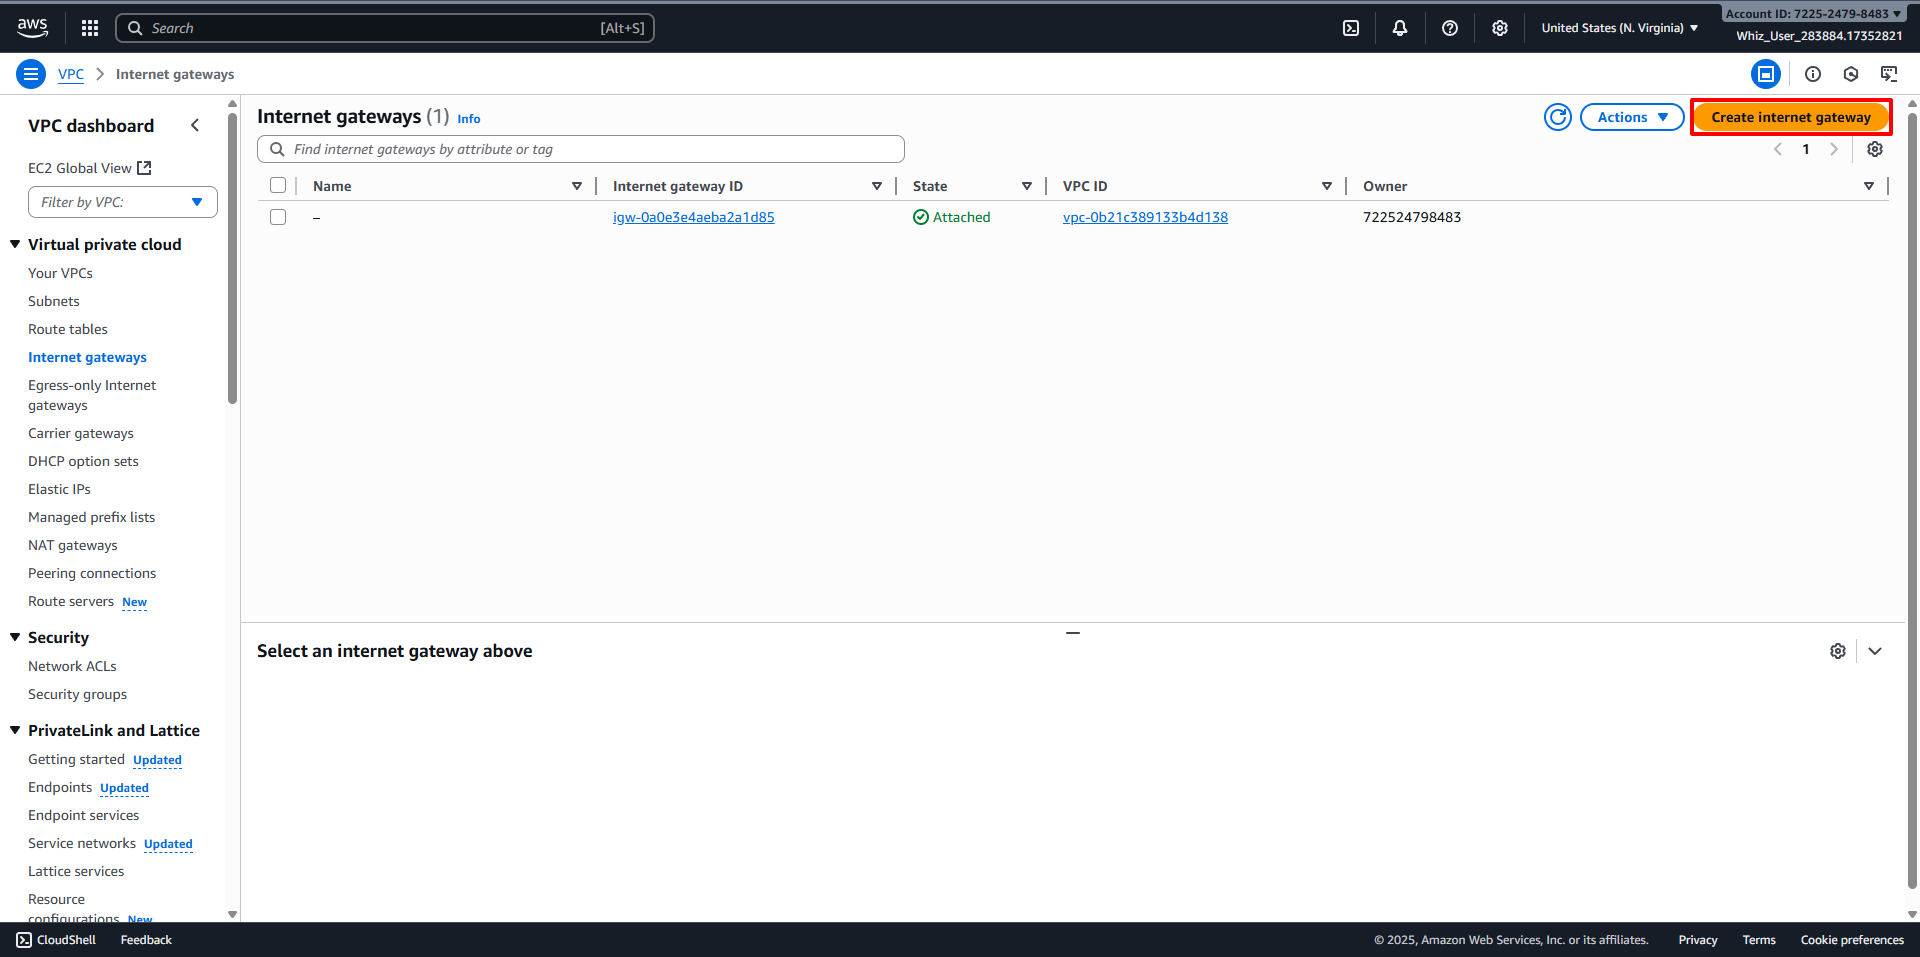 aws
Search [Alt+S]
United States (N. Virginia)
Account ID: 7225-2479-8483
Whiz_User_283884.17352821
VPC
Internet gateways
VPC dashboard
EC2 Global View
Filter by VPC:
Virtual private cloud
Your VPCs
Subnets
Route tables
Internet gateways
Egress-only Internet
gateways
Carrier gateways
DHCP option sets
Elastic IPs
Managed prefix lists
NAT gateways
Peering connections
Route servers New
Security
Network ACLs
Security groups
PrivateLink and Lattice
Getting started Updated
Endpoints Updated
Endpoint services
Service networks Updated
Lattice services
Resource
configurations New
Internet gateways (1) Info
Actions
Create internet gateway
Find internet gateways by attribute or tag
1
Name Internet gateway ID State VPC ID Owner
– igw-0a0e3e4aeba2a1d85 Attached vpc-0b21c389133b4d138 722524798483
Select an internet gateway above
CloudShell Feedback © 2025, Amazon Web Services, Inc. or its affiliates. Privacy Terms Cookie preferences